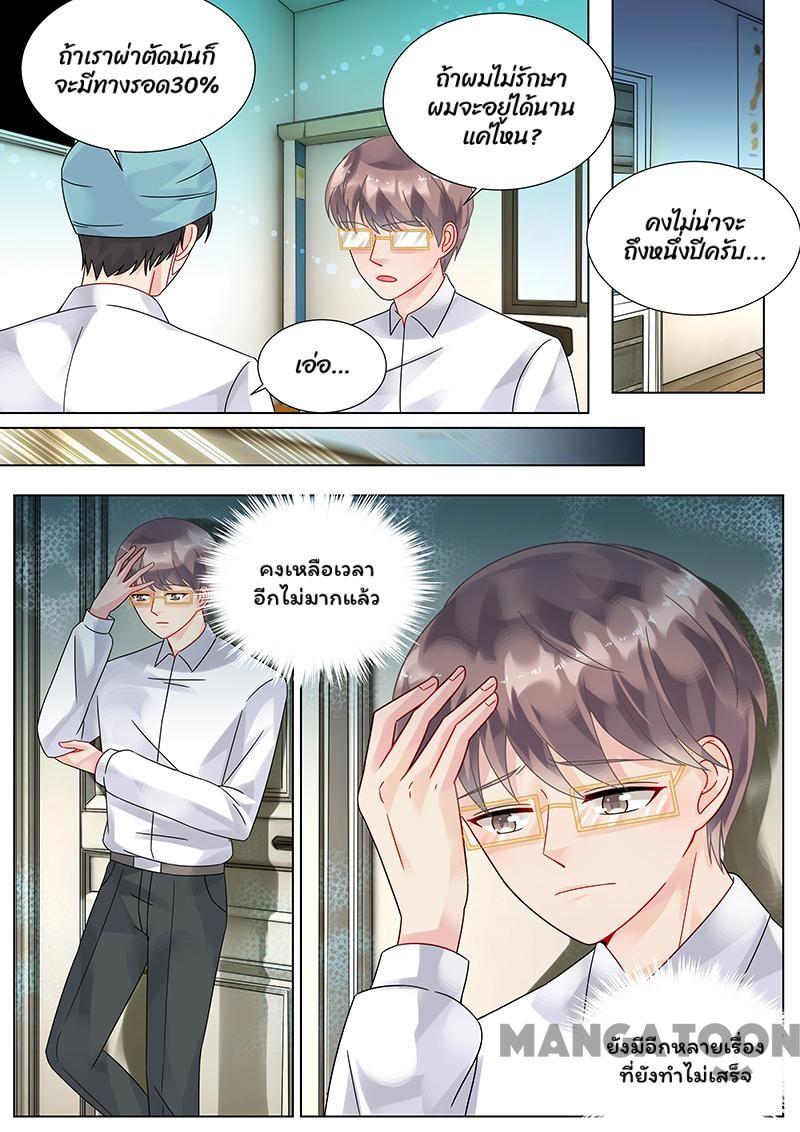 ถ้าเราผ่าตัดมันก็
จะมีทางรอด30%
ถ้าผมไม่รักษา
ผมจะอยู่ได้นาน
แค่ไหน?
เอ่อ...
คงไม่น่าจะ
ถึงหนึ่งปีครับ...
คงเหลือเวลา
อีกไม่มากแล้ว
ยังมีอีกหลายเรื่อง
ที่ยังทำไม่เสร็จ
MANGATOON